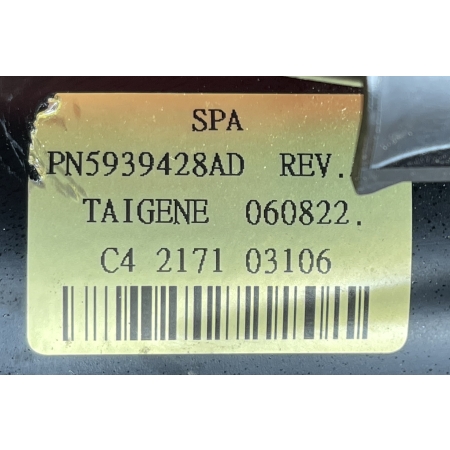 SPA
PN5939428AD REV.
TAIGENE 060822.
C4 2171 03106